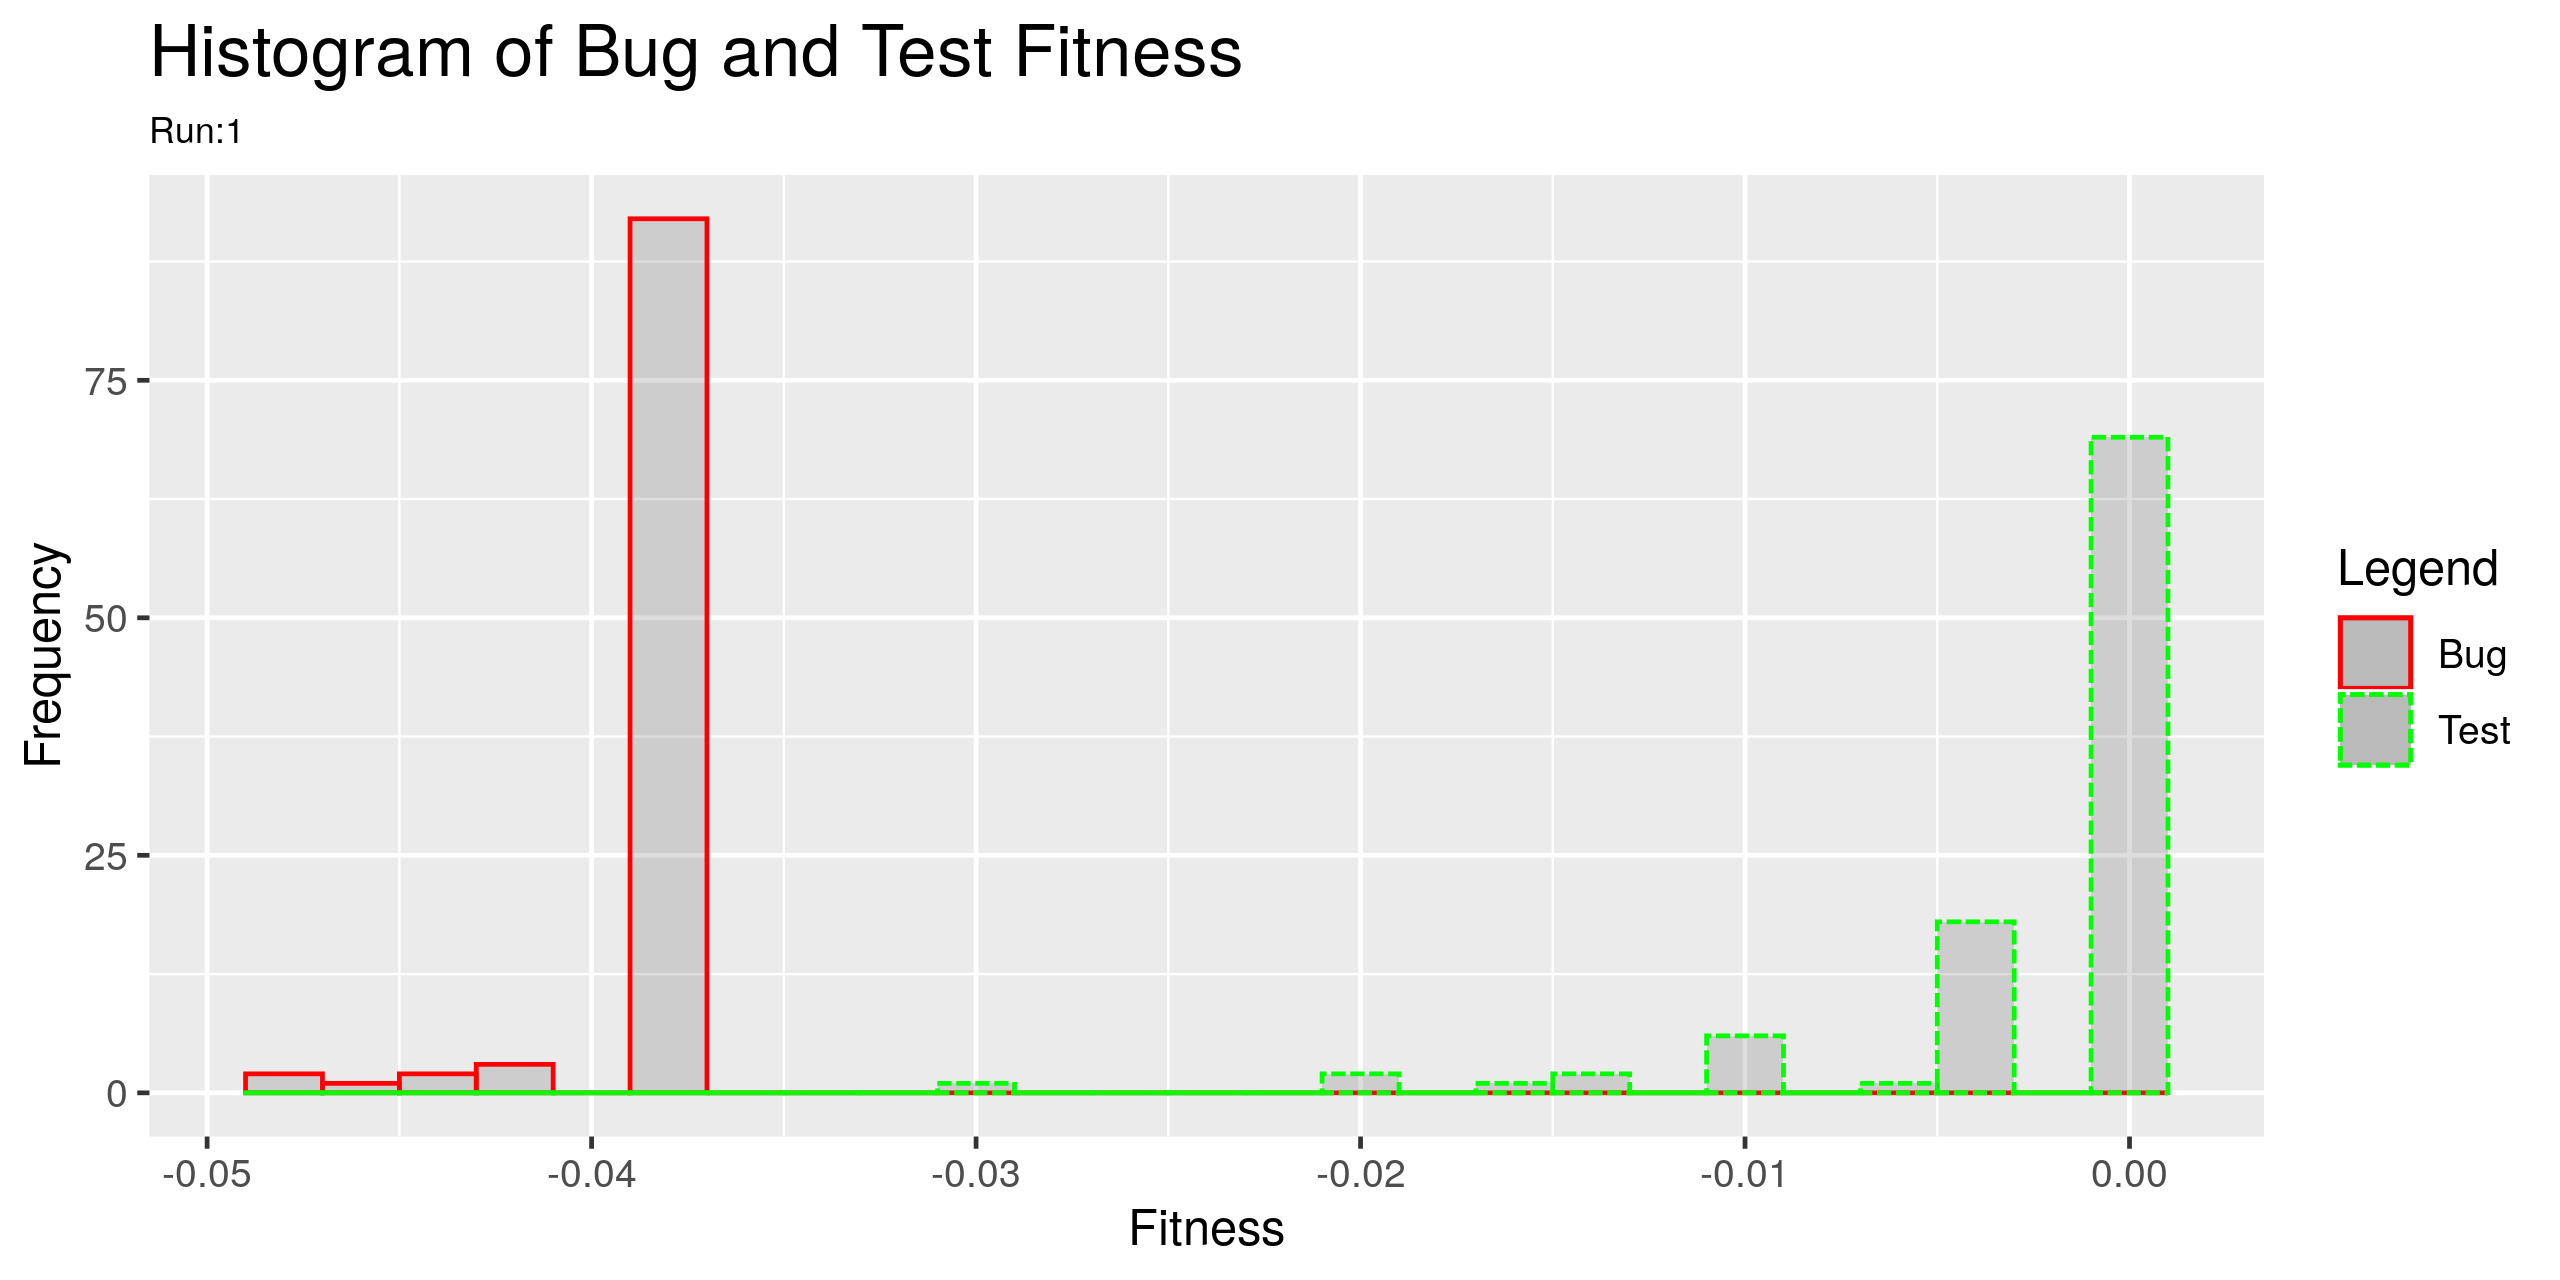 Histogram of Bug and Test Fitness
Run:1
Frequency
75
50
25
0
-0.05 -0.04 -0.03 -0.02 -0.01 0.00
Fitness
Legend
Bug
Test